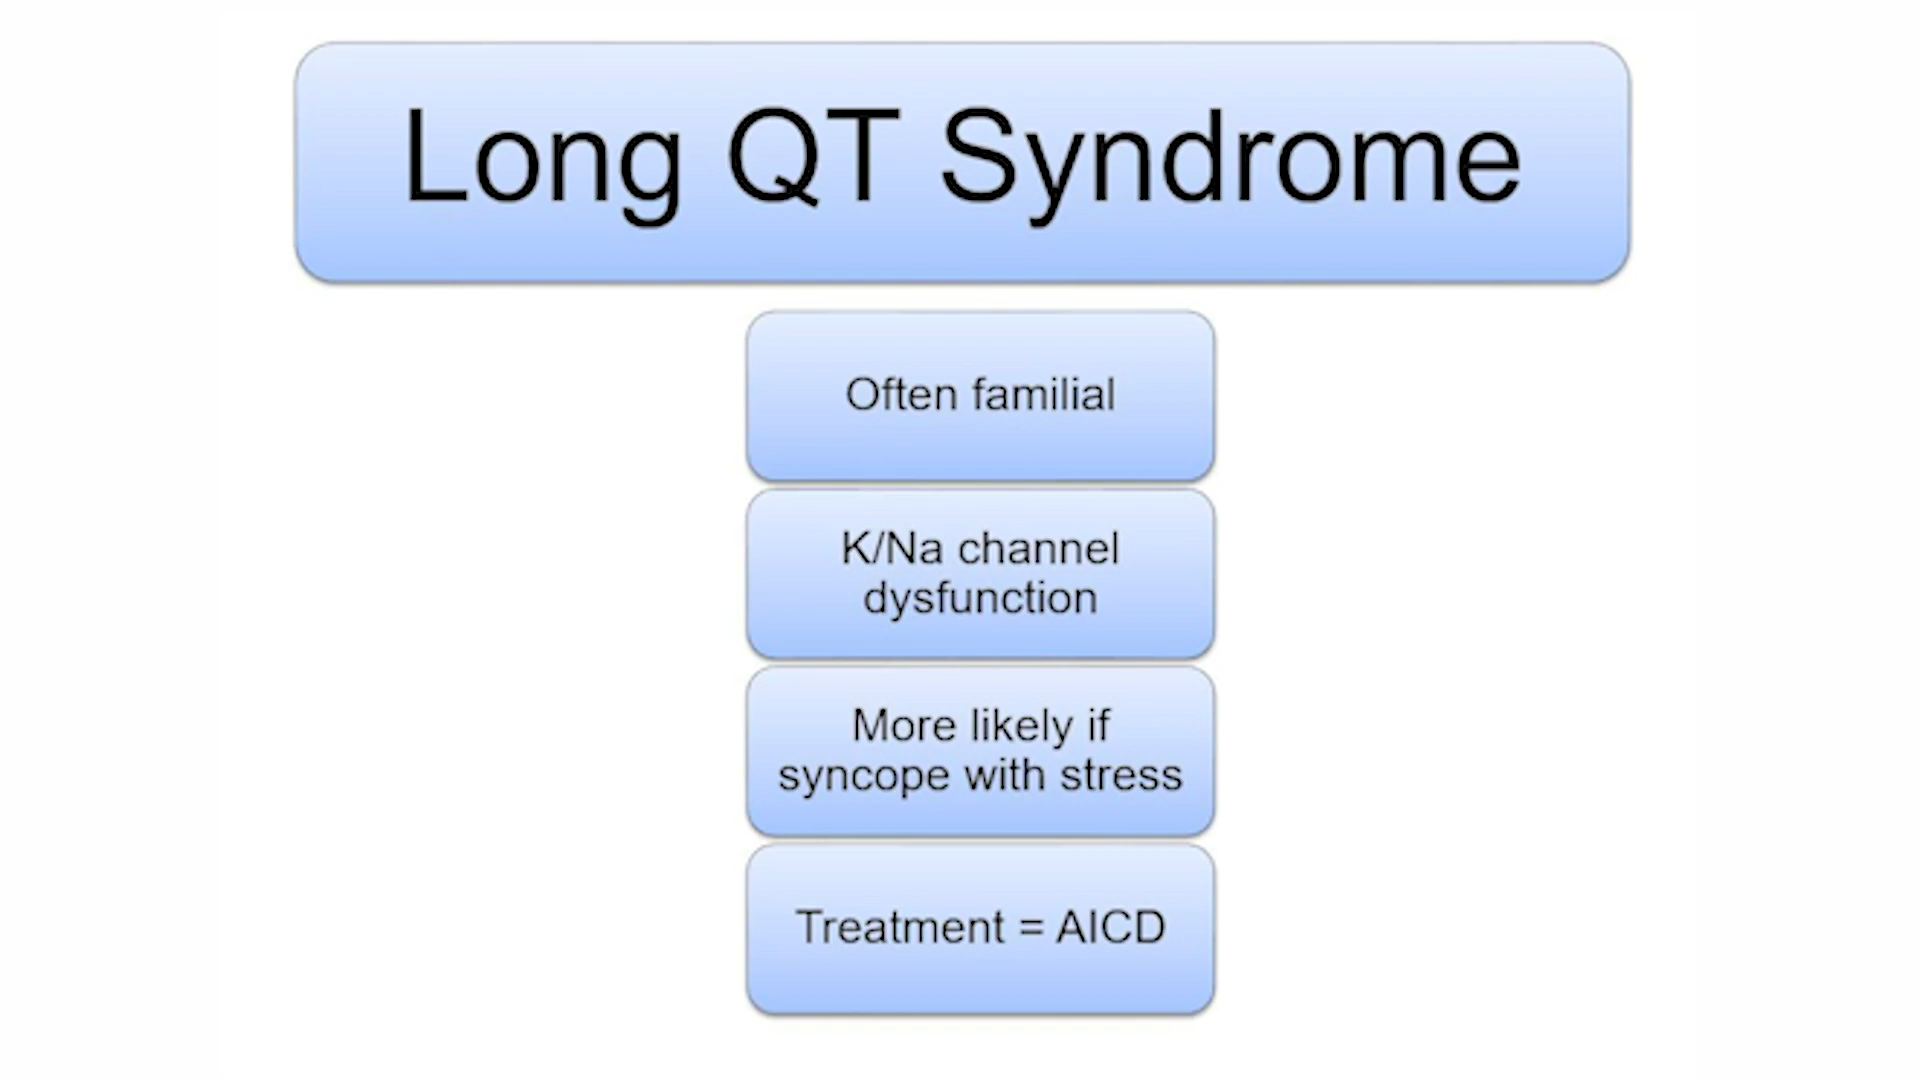 Long QT Syndrome
Often familial
K/Na channel
dysfunction
More likely if
syncope with stress
Treatment = AICD